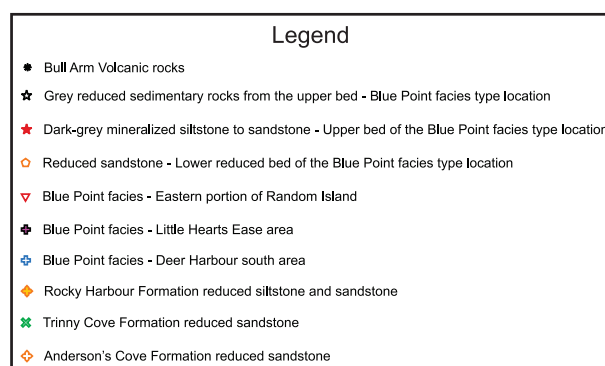 Legend
Bull Arm Volcanic rocks
Grey reduced sedimentary rocks from the upper bed - Blue Point facies type location
Dark-grey mineralized siltstone to sandstone - Upper bed of the Blue Point facies type location
Reduced sandstone - Lower reduced bed of the Blue Point facies type location
Blue Point facies - Eastern portion of Random Island
Blue Point facies - Little Hearts Ease area
Blue Point facies - Deer Harbour south area
Rocky Harbour Formation reduced siltstone and sandstone
Trinny Cove Formation reduced sandstone
Anderson's Cove Formation reduced sandstone